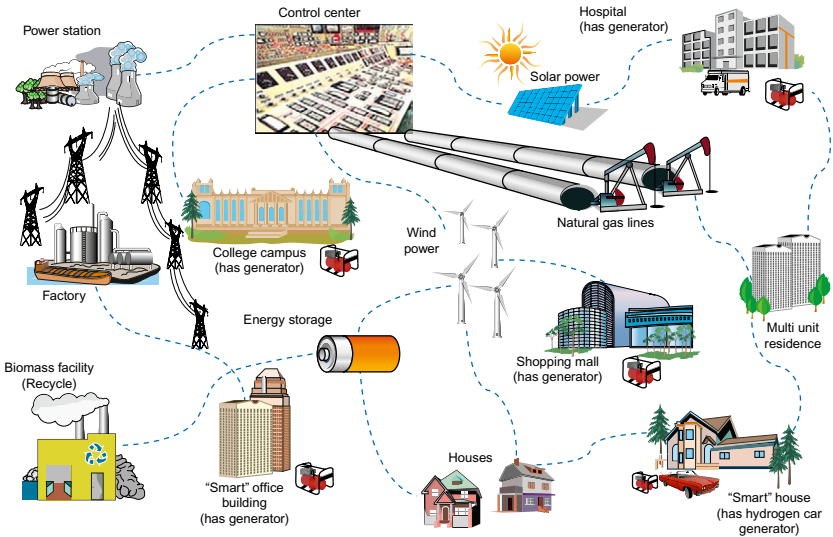 Control center
Hospital
(has generator)
Power station
Solar power
Natural gas lines
College campus
(has generator)
Wind
power
Factory
Energy storage
Multi unit
residence
Shopping mall
(has generator)
Biomass facility
(Recycle)
Houses
“Smart” office
building
(has generator)
“Smart” house
(has hydrogen car
generator)